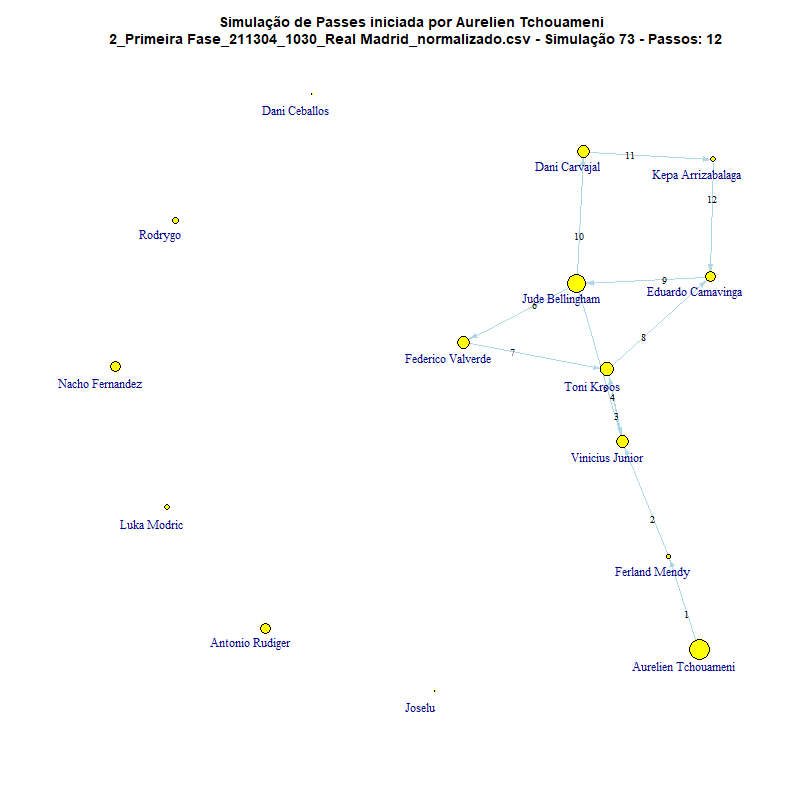 Simulação de Passes iniciada por Aurelien Tchouameni
2_Primeira Fase_211304_1030_Real Madrid_normalizado.csv - Simulação 73 - Passos: 12
Dani Ceballos
11
Dani Carvajal
Kepa Arrizabalaga
12
Rodrygo
10
9
Eduardo Camavinga
Jude Bellingham
6
8
7
Federico Valverde
Nacho Fernandez
Toni Kroos
4
3
Vinicius Junior
Luka Modric
2
Ferland Mendy
1
Antonio Rudiger
Aurelien Tchouameni
Joselu